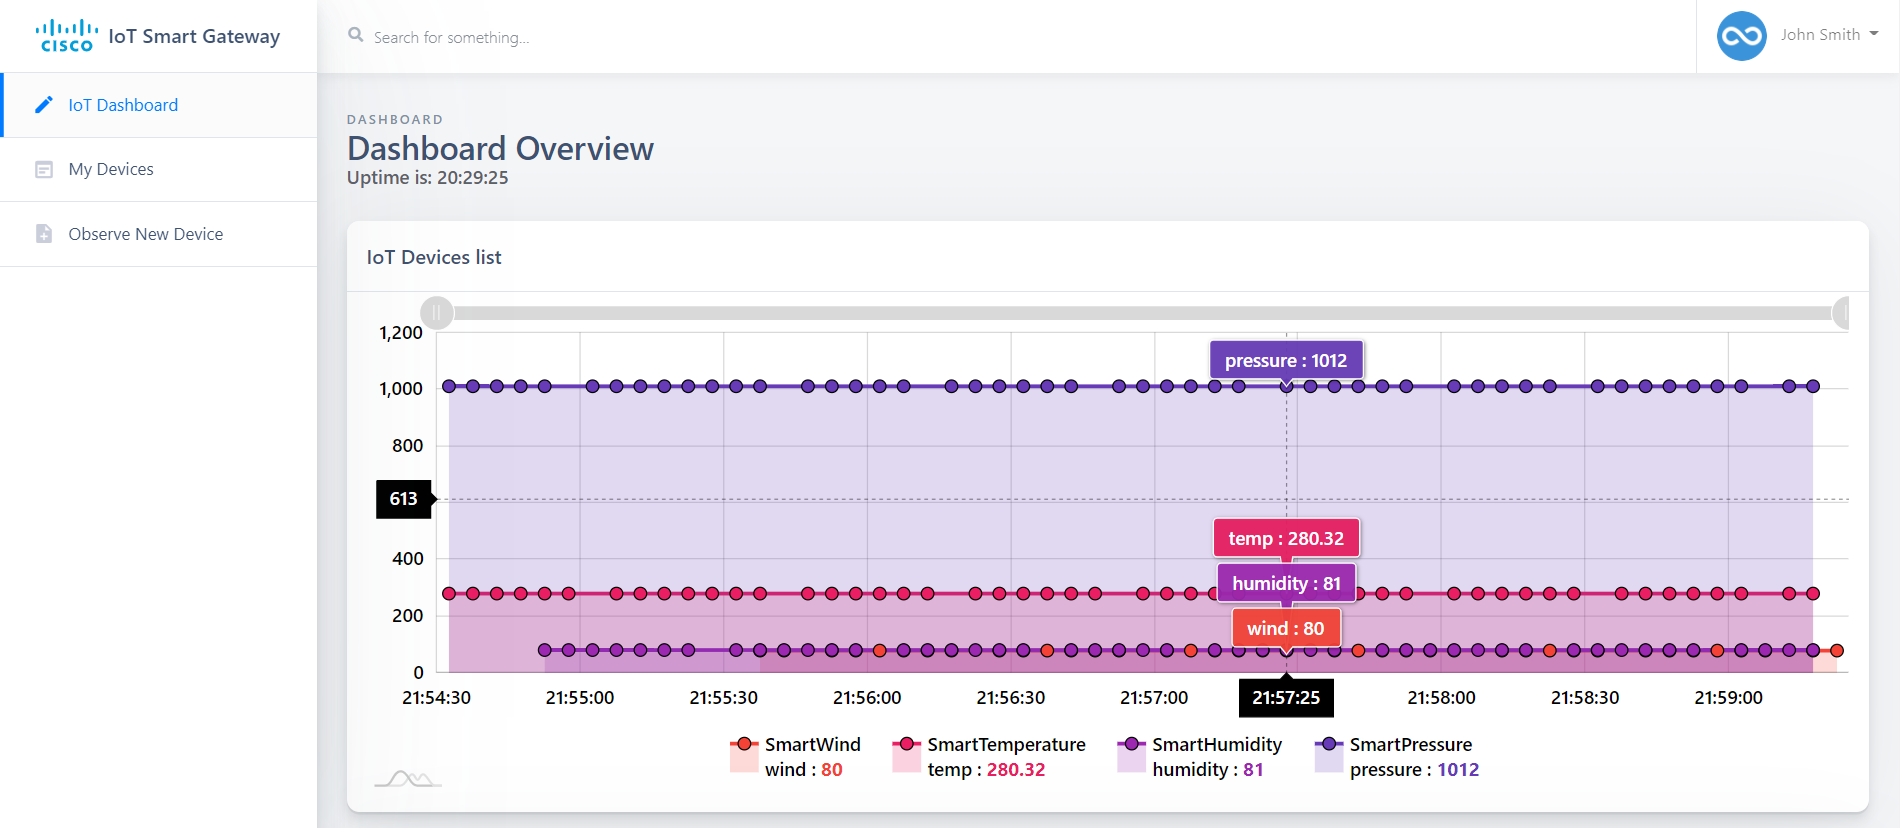 CISCO
IoT Smart Gateway
Search for something...
John Smith
IoT Dashboard
My Devices
Observe New Device
DASHBOARD
Dashboard Overview
Uptime is: 20:29:25
IoT Devices list
1,200
1,000
800
613
400
200
0
pressure : 1012
temp : 280.32
humidity : 81
wind : 80
21:54:30
21:55:00
21:55:30
21:56:00
21:56:30
21:57:00
21:57:25
21:58:00
21:58:30
21:59:00
SmartWind
wind : 80
SmartTemperature
temp : 280.32
SmartHumidity
humidity : 81
SmartPressure
pressure : 1012